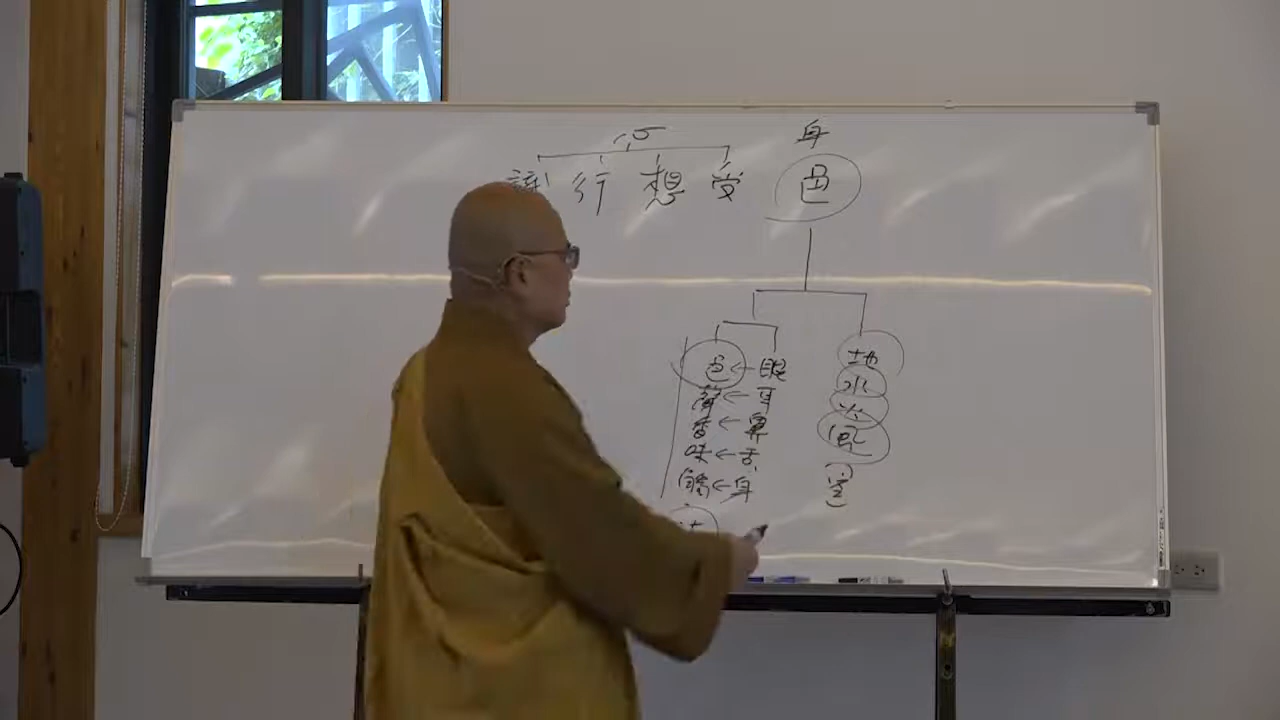 心 身
識 行 想 受 色
色 ← 眼 地
聲 ← 耳 水
香 ← 鼻 火
味 ← 舌 風
觸 ← 身 (空)
法